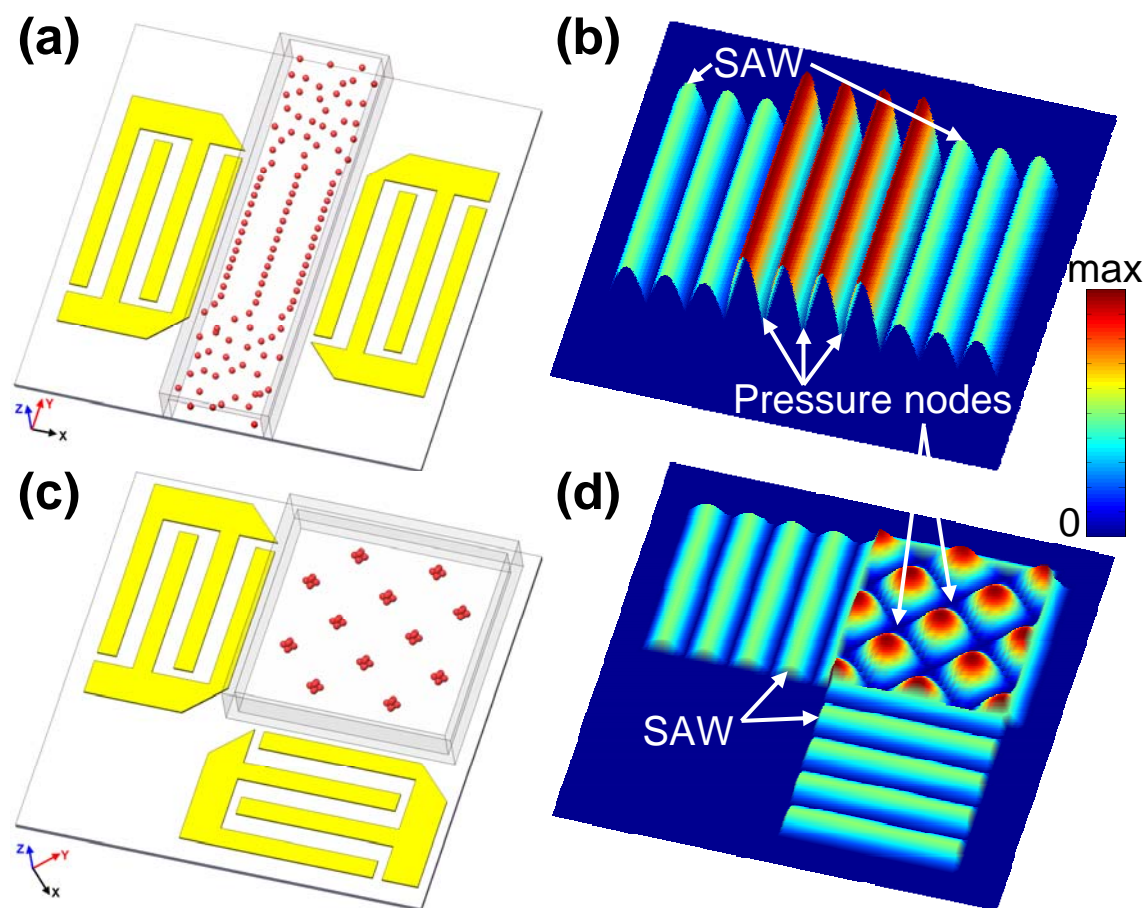 (a)
(b)
SAW
max
Pressure nodes
0
Z
Y
X
(c)
(d)
SAW
Z
Y
X